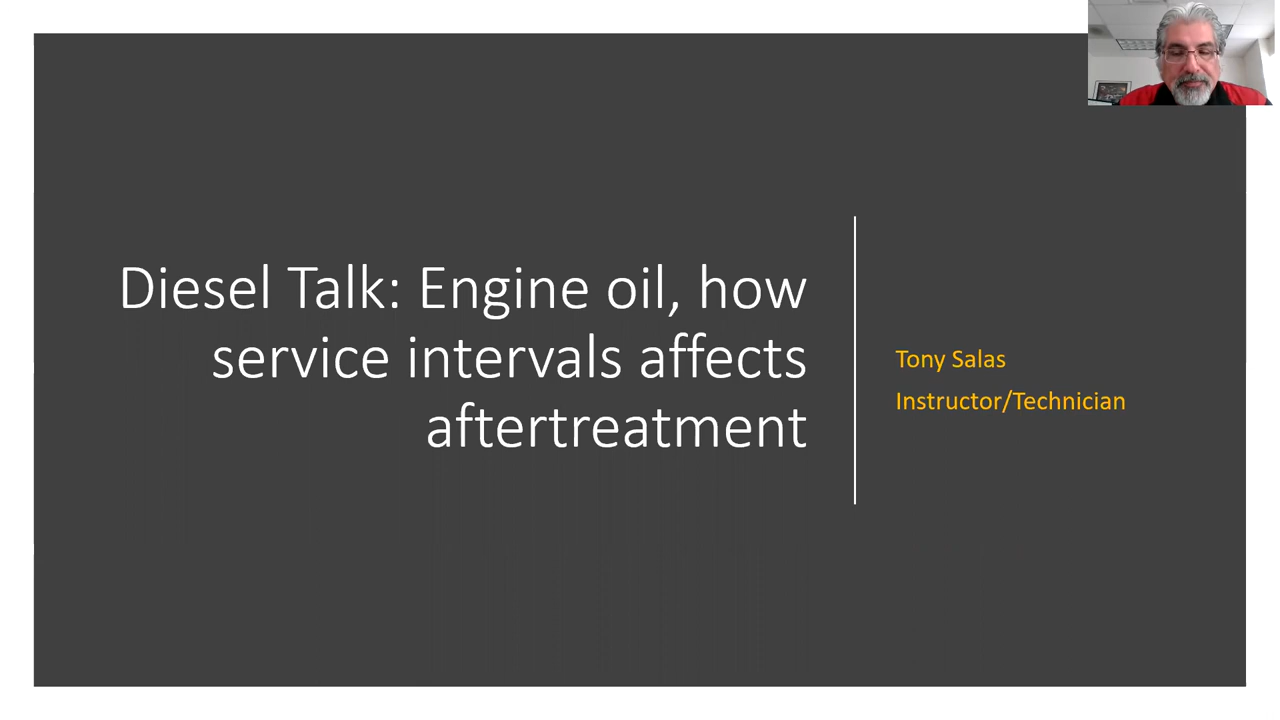 Diesel Talk: Engine oil, how
service intervals affects
aftertreatment
Tony Salas
Instructor/Technician